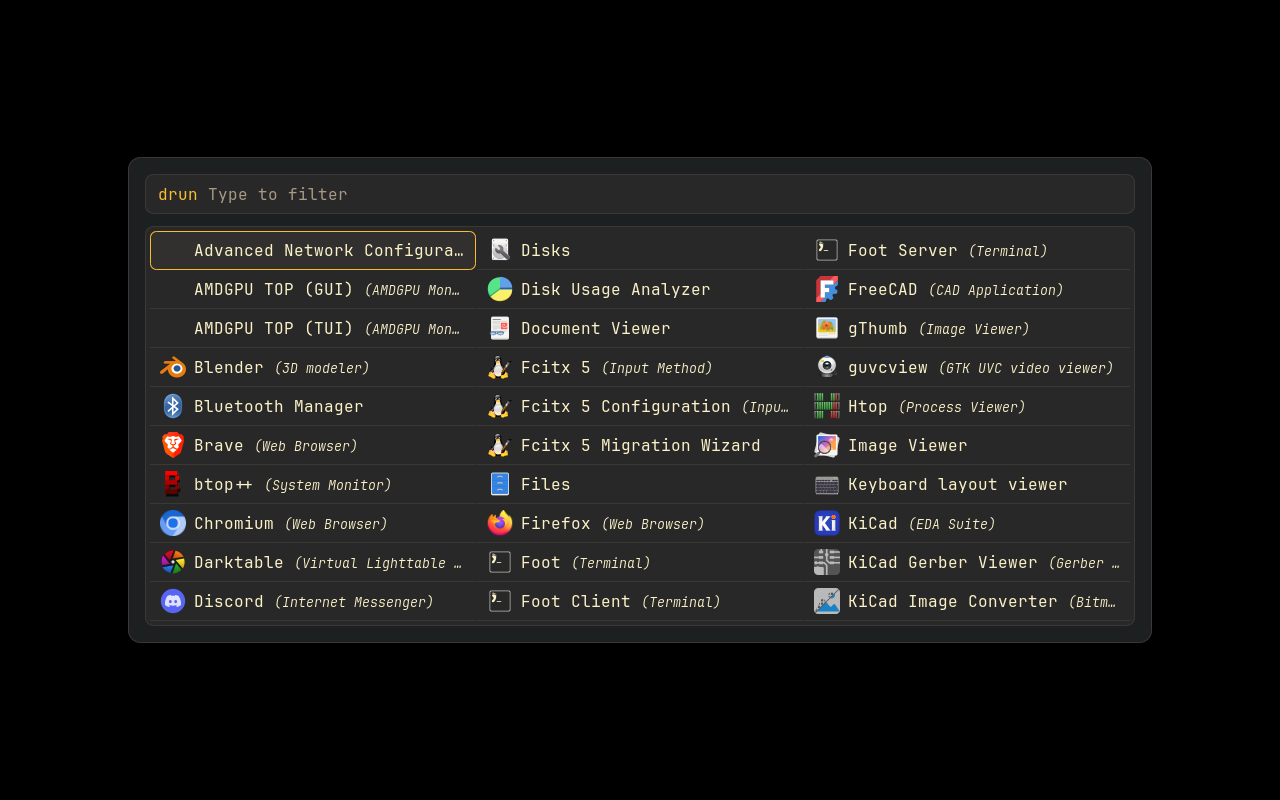 drun Type to filter
Advanced Network Configura…
AMDGPU TOP (GUI) (AMDGPU Mon…
AMDGPU TOP (TUI) (AMDGPU Mon…
Blender (3D modeler)
Bluetooth Manager
Brave (Web Browser)
btop++ (System Monitor)
Chromium (Web Browser)
Darktable (Virtual Lighttable …
Discord (Internet Messenger)
Disks
Disk Usage Analyzer
Document Viewer
Fcitx 5 (Input Method)
Fcitx 5 Configuration (Inpu…
Fcitx 5 Migration Wizard
Files
Firefox (Web Browser)
Foot (Terminal)
Foot Client (Terminal)
Foot Server (Terminal)
FreeCAD (CAD Application)
gThumb (Image Viewer)
guvcview (GTK UVC video viewer)
Htop (Process Viewer)
Image Viewer
Keyboard layout viewer
KiCad (EDA Suite)
KiCad Gerber Viewer (Gerber …
KiCad Image Converter (Bitm…